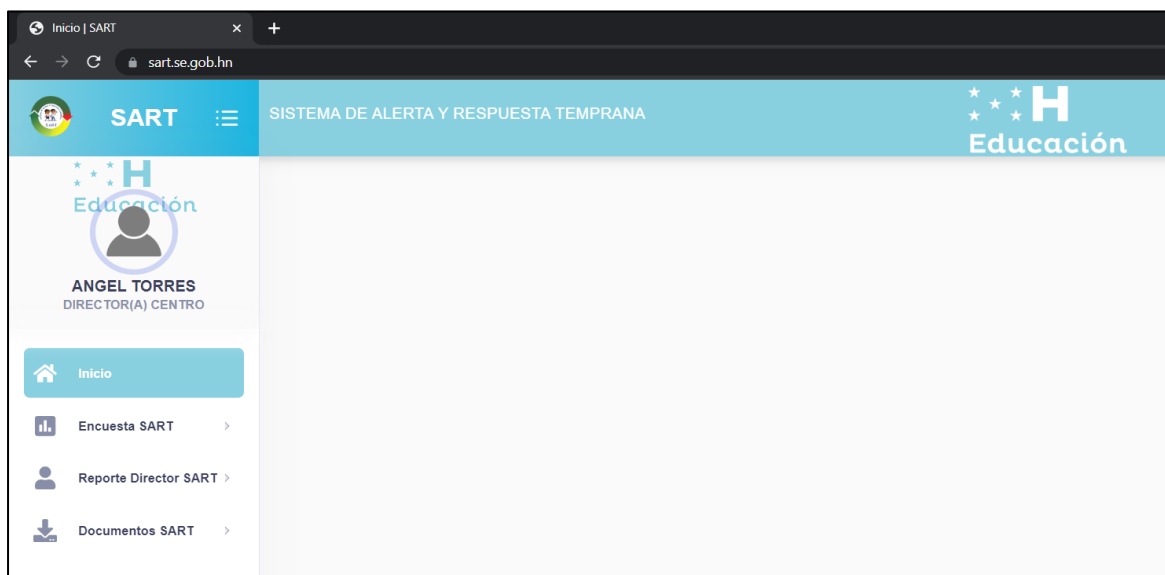 Inicio | SART
sart.se.gob.hn
SART
SISTEMA DE ALERTA Y RESPUESTA TEMPRANA
H
Educación
H
Educación
ANGEL TORRES
DIRECTOR(A) CENTRO
Inicio
Encuesta SART
Reporte Director SART
Documentos SART